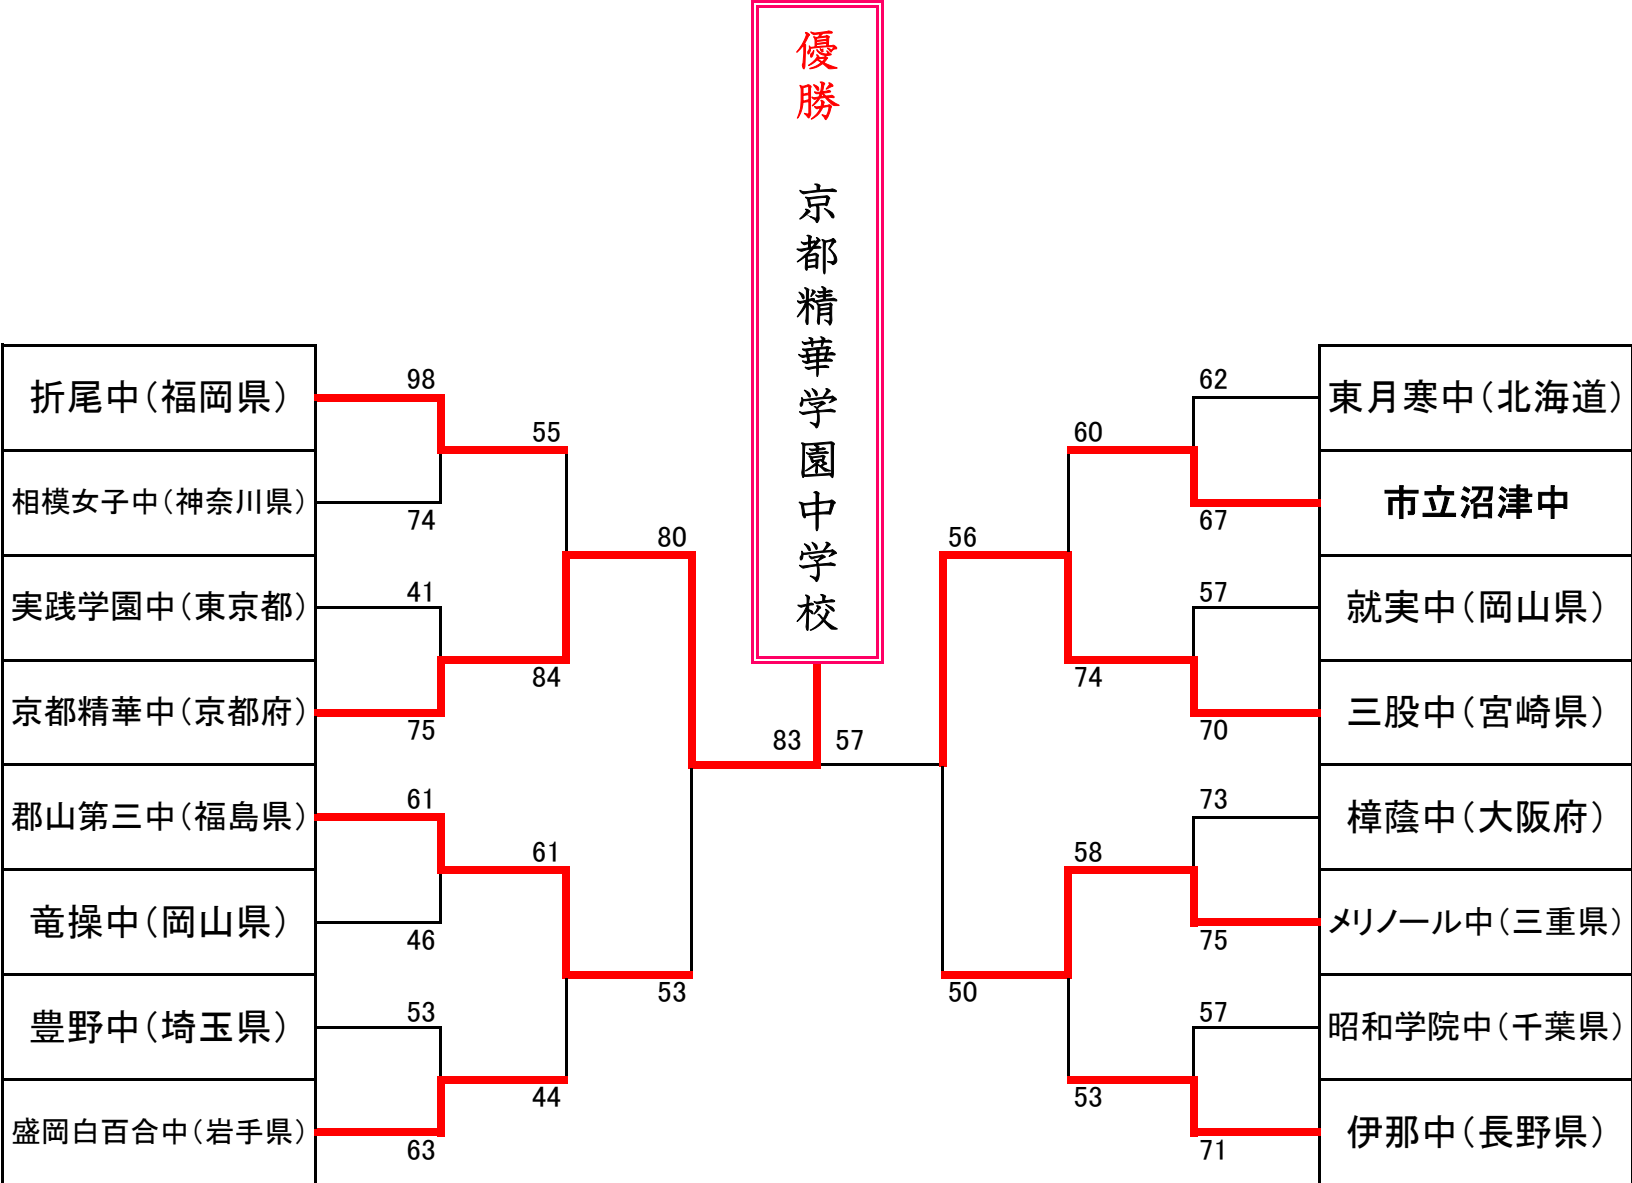 優勝 京都精華学園中学校
折尾中（福岡県）
相模女子中（神奈川県）
実践学園中（東京都）
京都精華中（京都府）
郡山第三中（福島県）
竜操中（岡山県）
豊野中（埼玉県）
盛岡白百合中（岩手県）
98
74
41
75
61
46
53
63
55
84
61
44
80
53
83 57
56
50
60
74
58
53
62
67
57
70
73
75
57
71
東月寒中（北海道）
市立沼津中
就実中（岡山県）
三股中（宮崎県）
樟蔭中（大阪府）
メリノール中（三重県）
昭和学院中（千葉県）
伊那中（長野県）